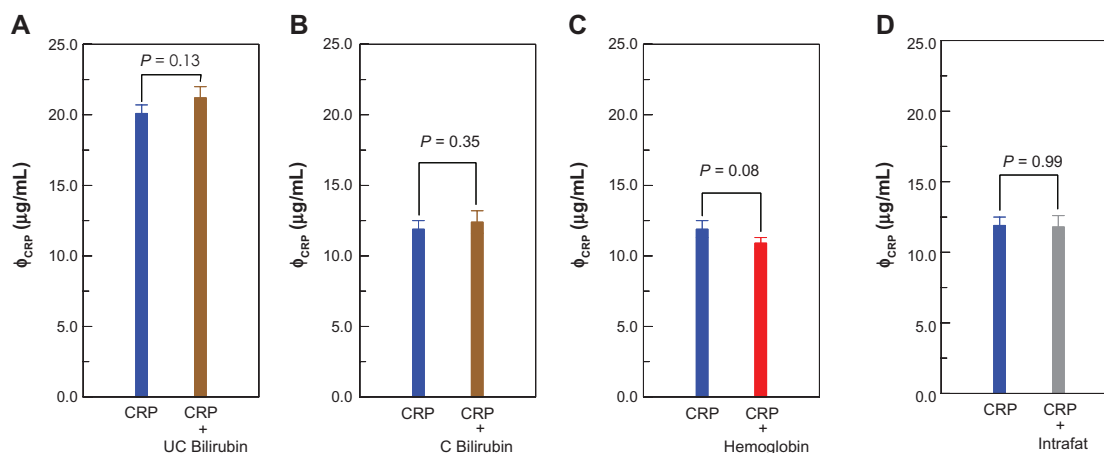 A
B
C
D
25.0
20.0
15.0
10.0
5.0
0.0
ϕCRP (µg/mL)
P = 0.13
CRP
CRP
+
UC Bilirubin
25.0
20.0
15.0
10.0
5.0
0.0
ϕCRP (µg/mL)
P = 0.35
CRP
CRP
+
C Bilirubin
25.0
20.0
15.0
10.0
5.0
0.0
ϕCRP (µg/mL)
P = 0.08
CRP
CRP
+
Hemoglobin
25.0
20.0
15.0
10.0
5.0
0.0
ϕCRP (µg/mL)
P = 0.99
CRP
CRP
+
Intrafat